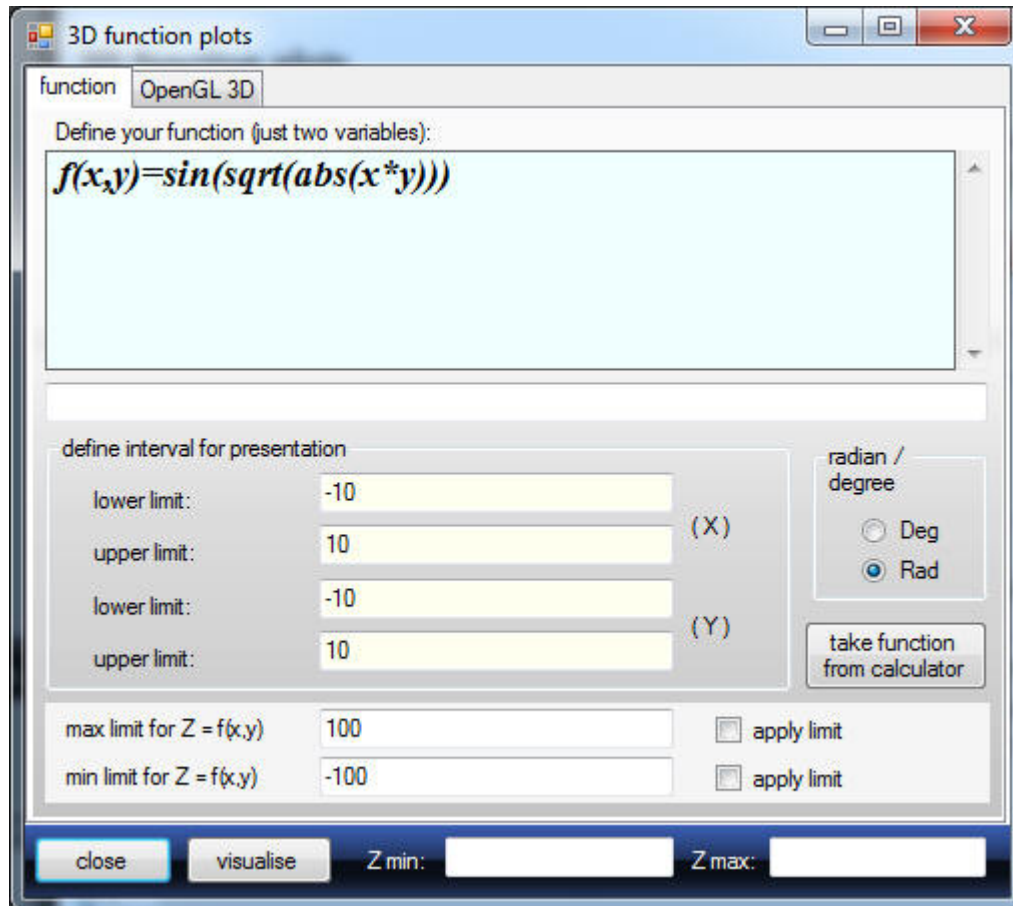 3D function plots
function OpenGL 3D
Define your function (just two variables):
f(x,y)=sin(sqrt(abs(x*y)))
define interval for presentation
radian /
degree
lower limit: -10
(X)
Deg
upper limit: 10
Rad
lower limit: -10
(Y)
upper limit: 10
take function
from calculator
max limit for Z = f(x,y) 100 apply limit
min limit for Z = f(x,y) -100 apply limit
close visualise Z min: Z max: